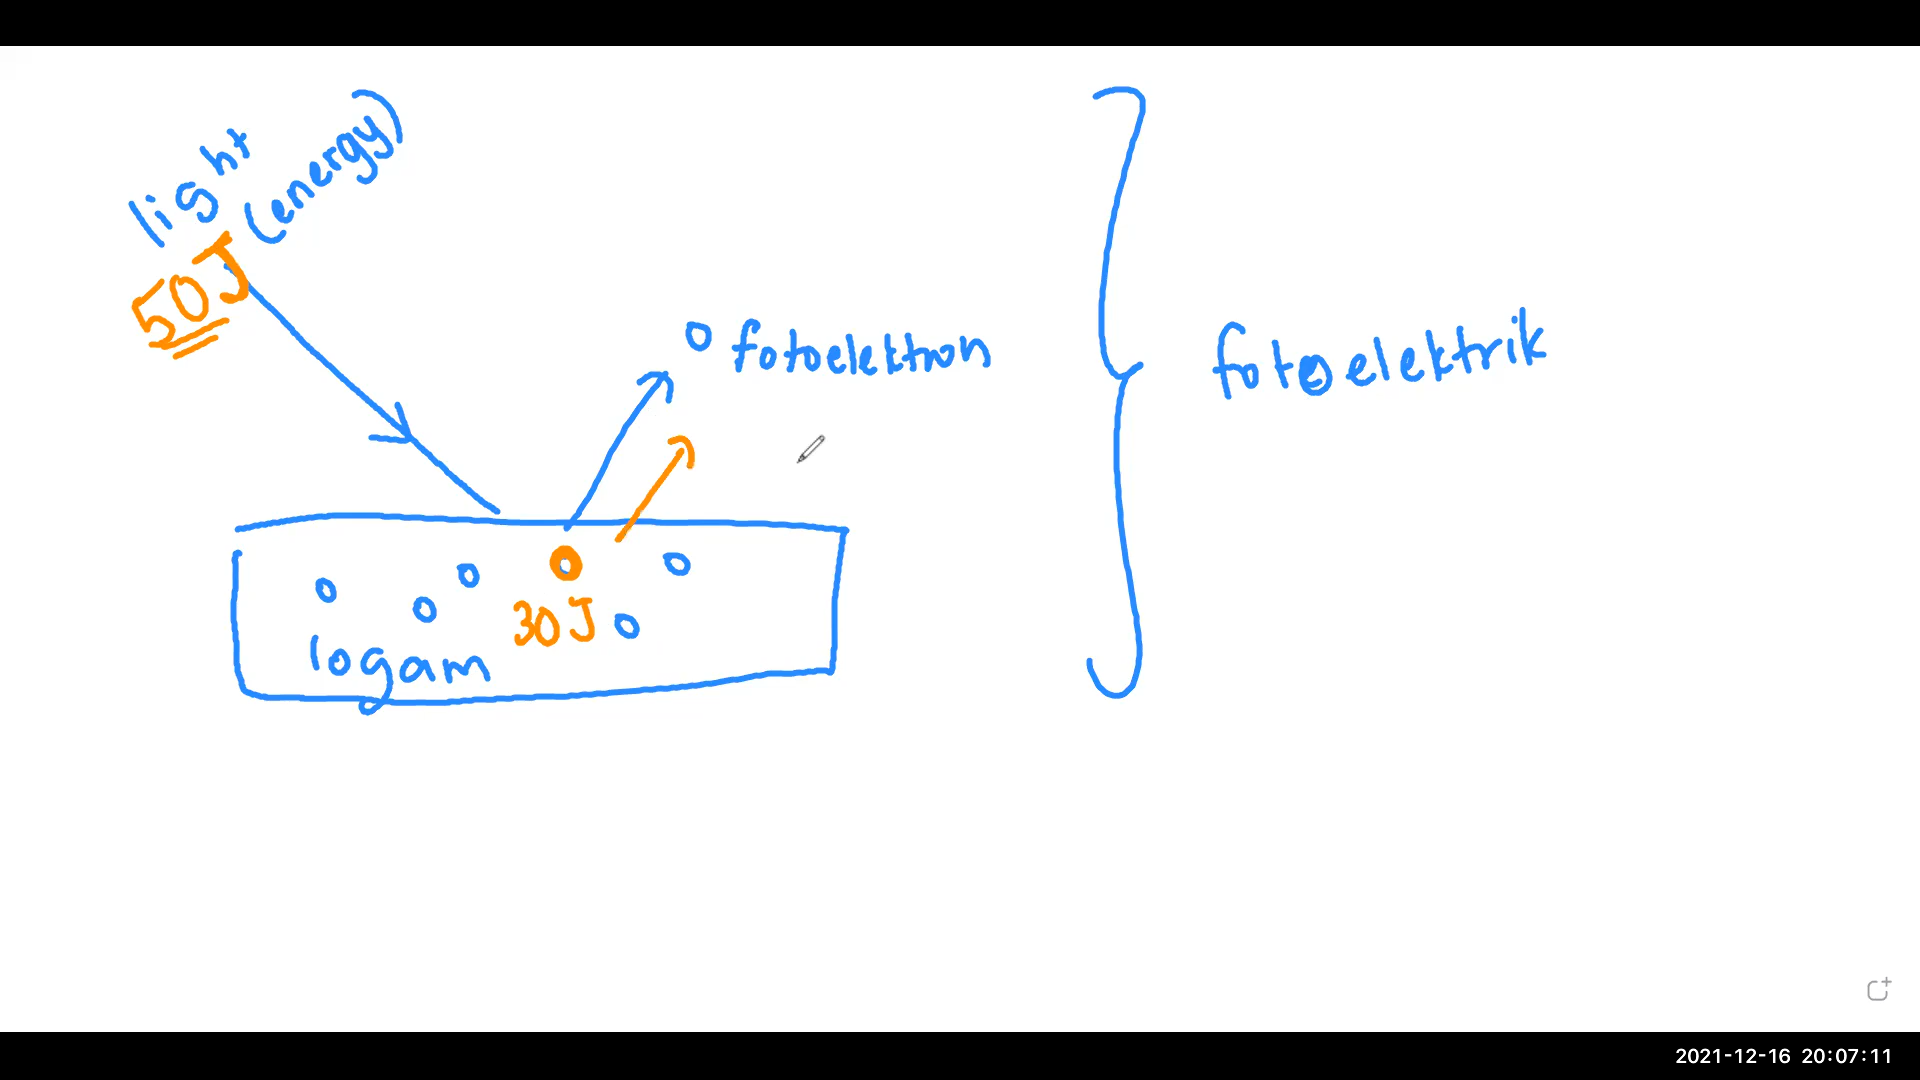 light
(energy)
50J
fotoelektron
fotoelektrik
30J
logam
2021-12-16 20:07:11